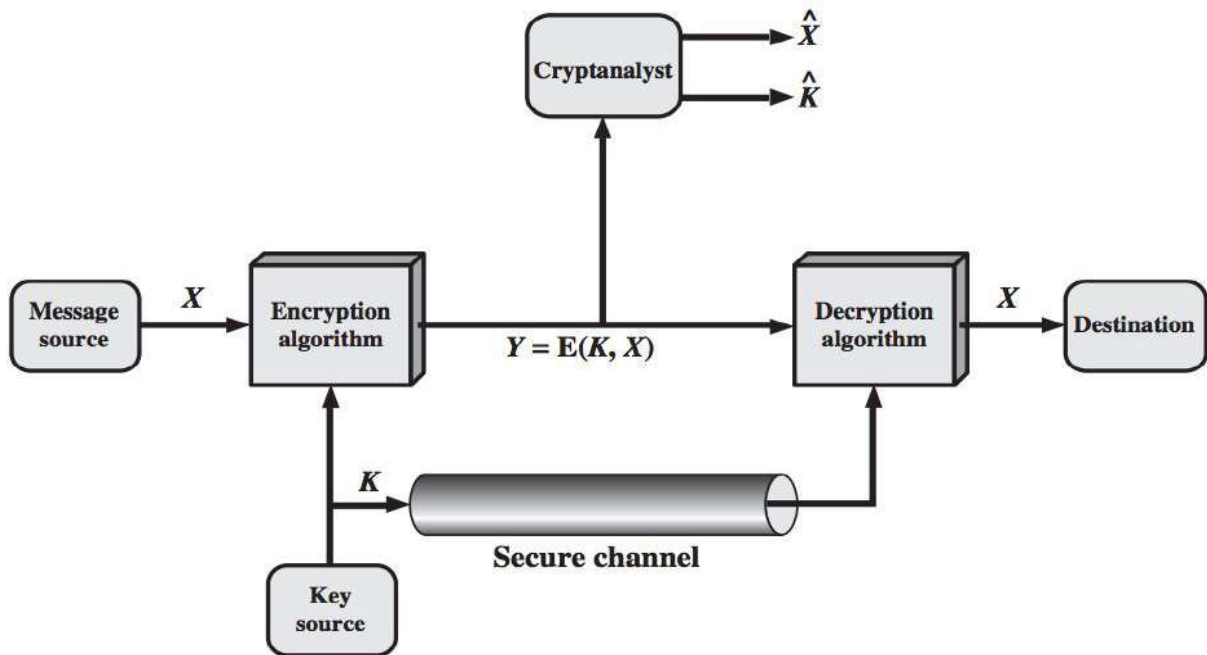 Cryptanalyst
X̂
K̂
Message
source
X
Encryption
algorithm
Y = E(K, X)
Decryption
algorithm
X
Destination
K
Secure channel
Key
source